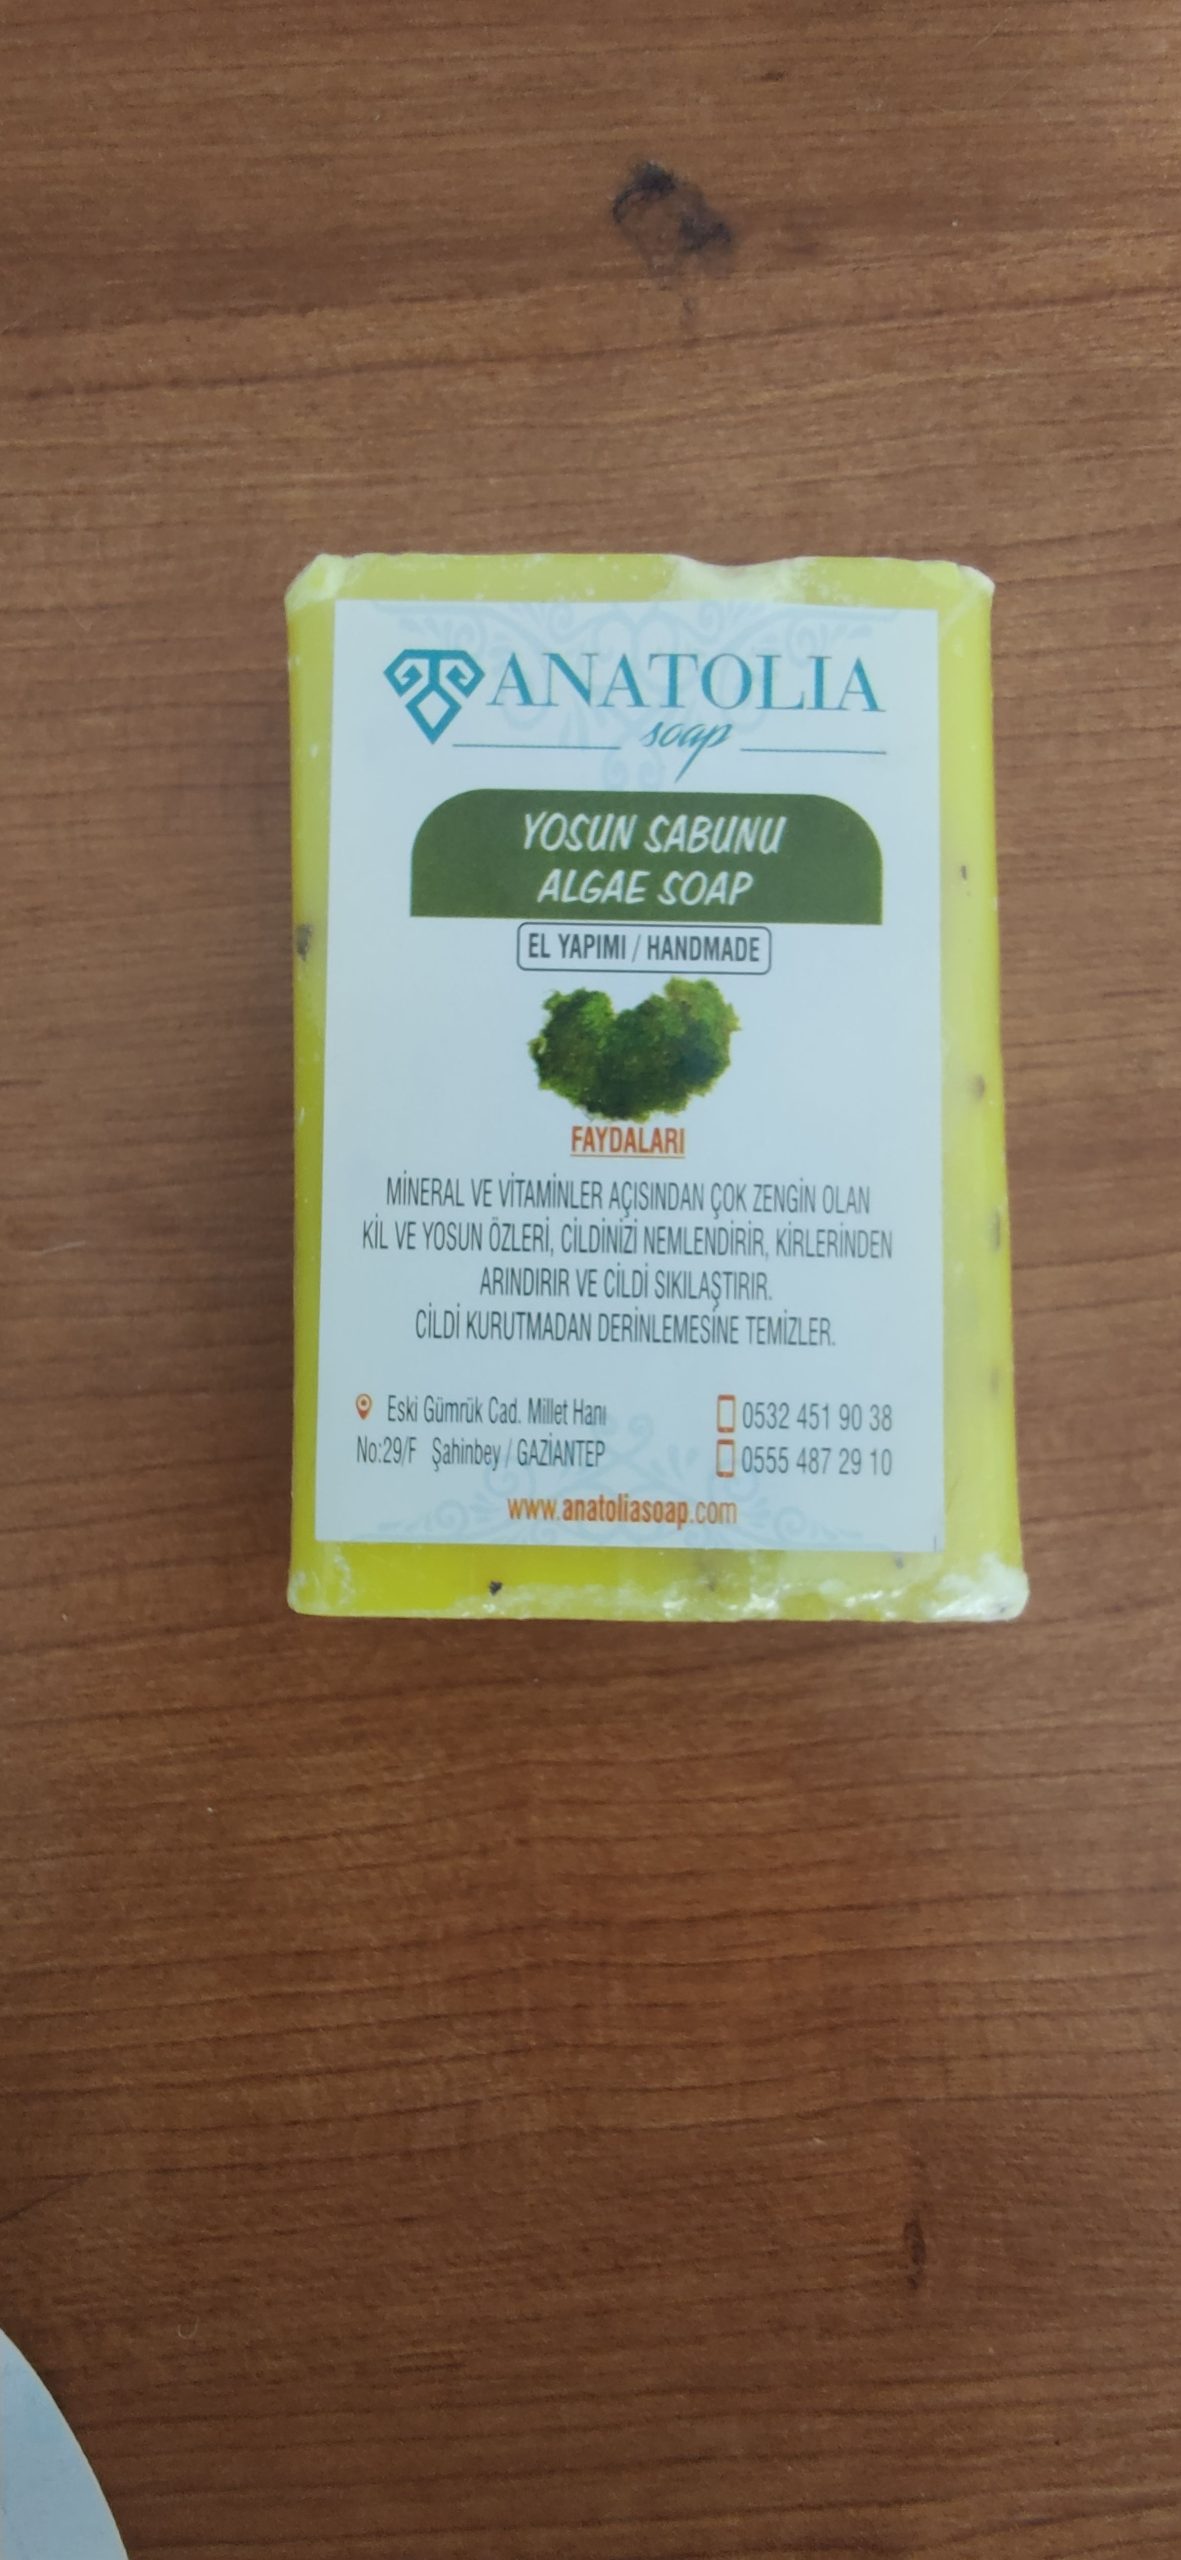 ANATOLIA
soap
YOSUN SABUNU
ALGAE SOAP
EL YAPIMI / HANDMADE
FAYDALARI
MİNERAL VE VİTAMİNLER AÇISINDAN ÇOK ZENGİN OLAN
KİL VE YOSUN ÖZLERİ, CİLDİNİZİ NEMLENDİRİR, KİRLERİNDEN
ARINDIRIR VE CİLDİ SIKILAŞTIRIR.
CİLDİ KURUTMADAN DERİNLEMESİNE TEMİZLER.
Eski Gümrük Cad. Millet Hanı
No:29/F Şahinbey / GAZİANTEP
0532 451 90 38
0555 487 29 10
www.anatoliasoap.com